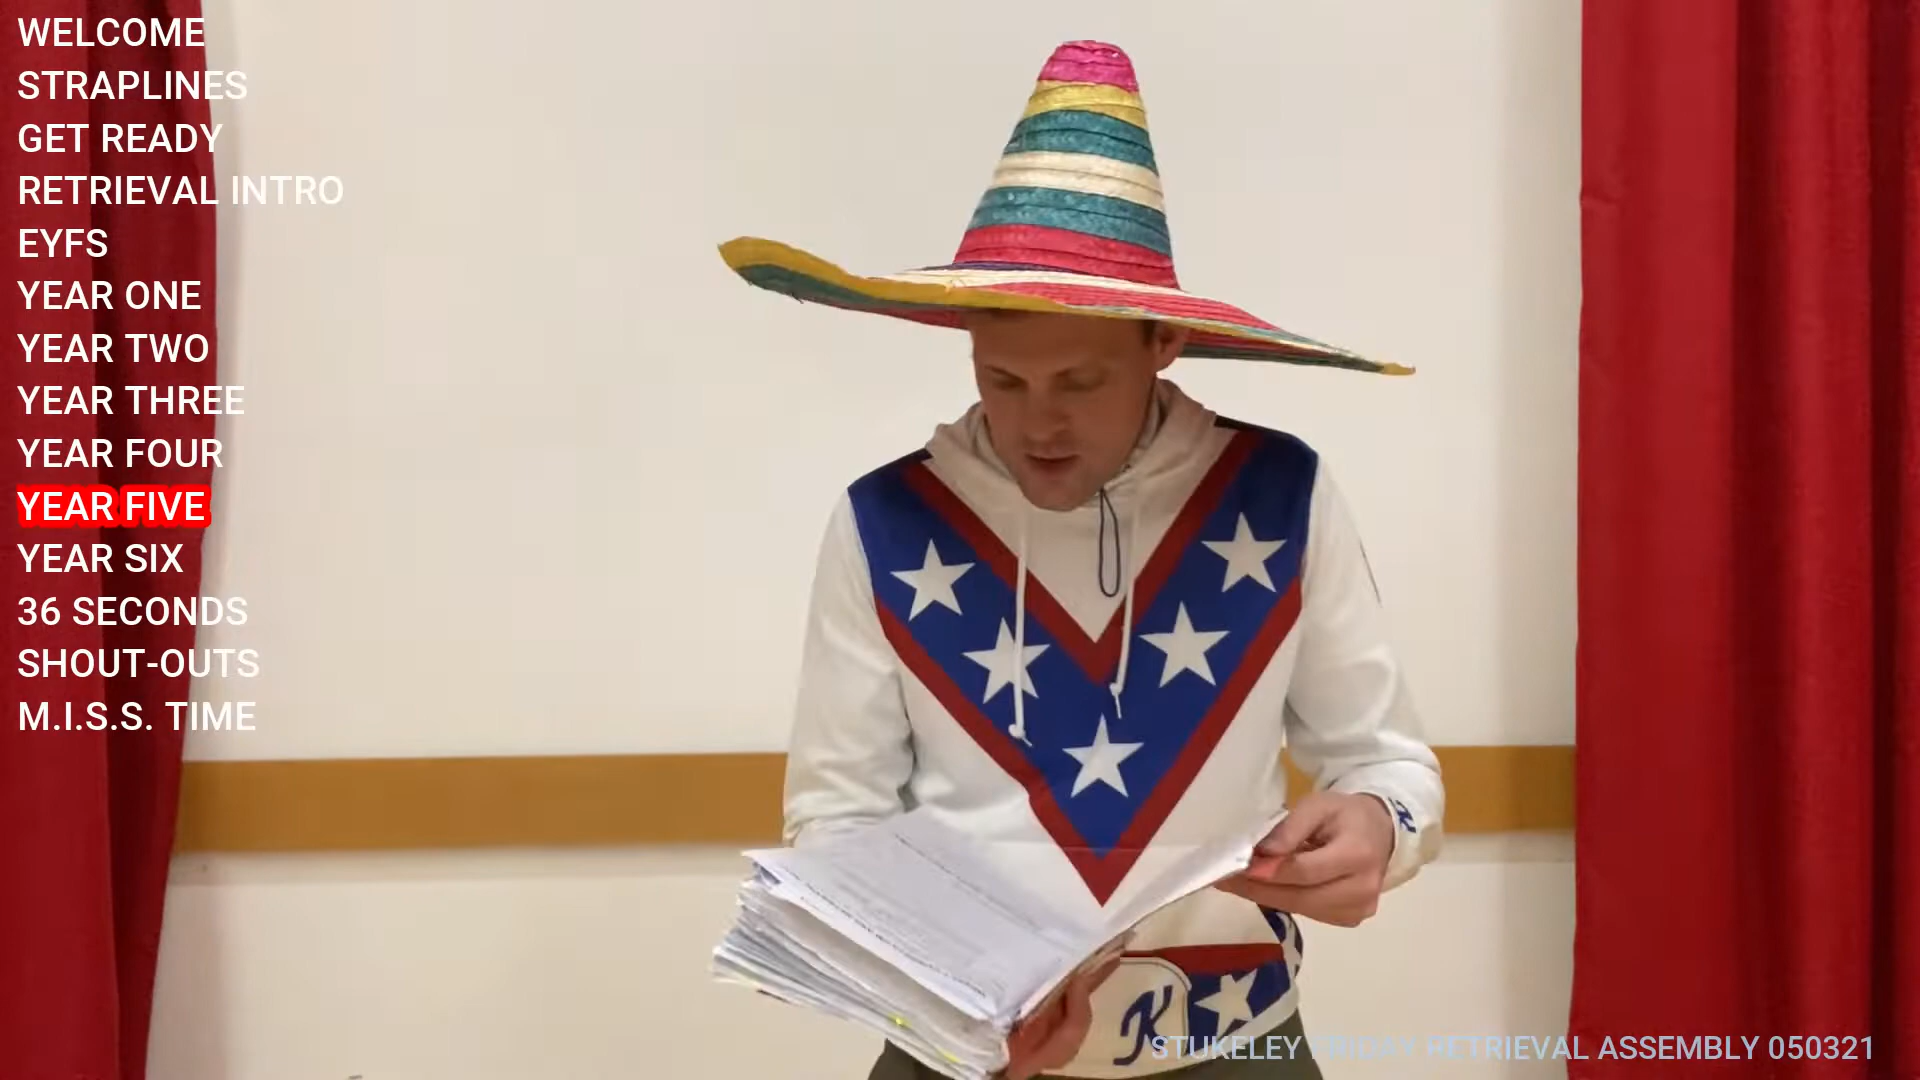 WELCOME
STRAPLINES
GET READY
RETRIEVAL INTRO
EYFS
YEAR ONE
YEAR TWO
YEAR THREE
YEAR FOUR
YEAR FIVE
YEAR SIX
36 SECONDS
SHOUT-OUTS
M.I.S.S. TIME
K
K
STUKELEY FRIDAY RETRIEVAL ASSEMBLY 050321